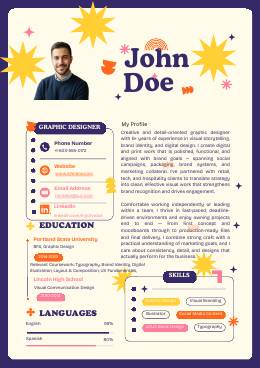 John
Doe
GRAPHIC DESIGNER
Phone Number
Website
Email Address
LinkedIn
My Profile
Creative and detail-oriented graphic designer
with 6+ years of experience in visual storytelling,
brand identity, and digital design. I create digital
and print work that is polished, functional, and
aligned with brand goals — spanning social
campaigns, packaging, brand systems, and
marketing collateral. I've partnered with retail,
tech, and hospitality clients to translate strategy
into clean, effective visual work that strengthens
brand recognition and drives engagement.
Comfortable working independently or leading
within a team, I thrive in fast-paced, deadline-
driven environments and enjoy owning projects
end to end — from first concept and
moodboards through to production-ready files
and final delivery. I combine strong craft with a
practical understanding of marketing goals, and I
care about consistency, detail, and designs that
actually perform for the business.
EDUCATION
Portland State University
BFA, Graphic Design
Relevant Coursework: Typography, Brand Identity, Digital
Illustration, Layout & Composition, UX Fundamentals
Lincoln High School
Visual Communication Design
SKILLS
Visual Branding
Illustrator
Typography
LANGUAGES
English
Spanish